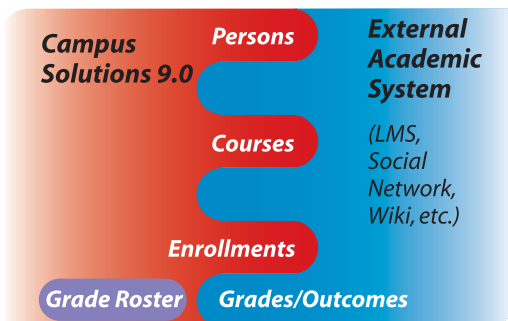 Campus
Solutions 9.0
Persons
Courses
Enrollments
Grade Roster
Grades/Outcomes
External
Academic
System
(LMS,
Social
Network,
Wiki, etc.)